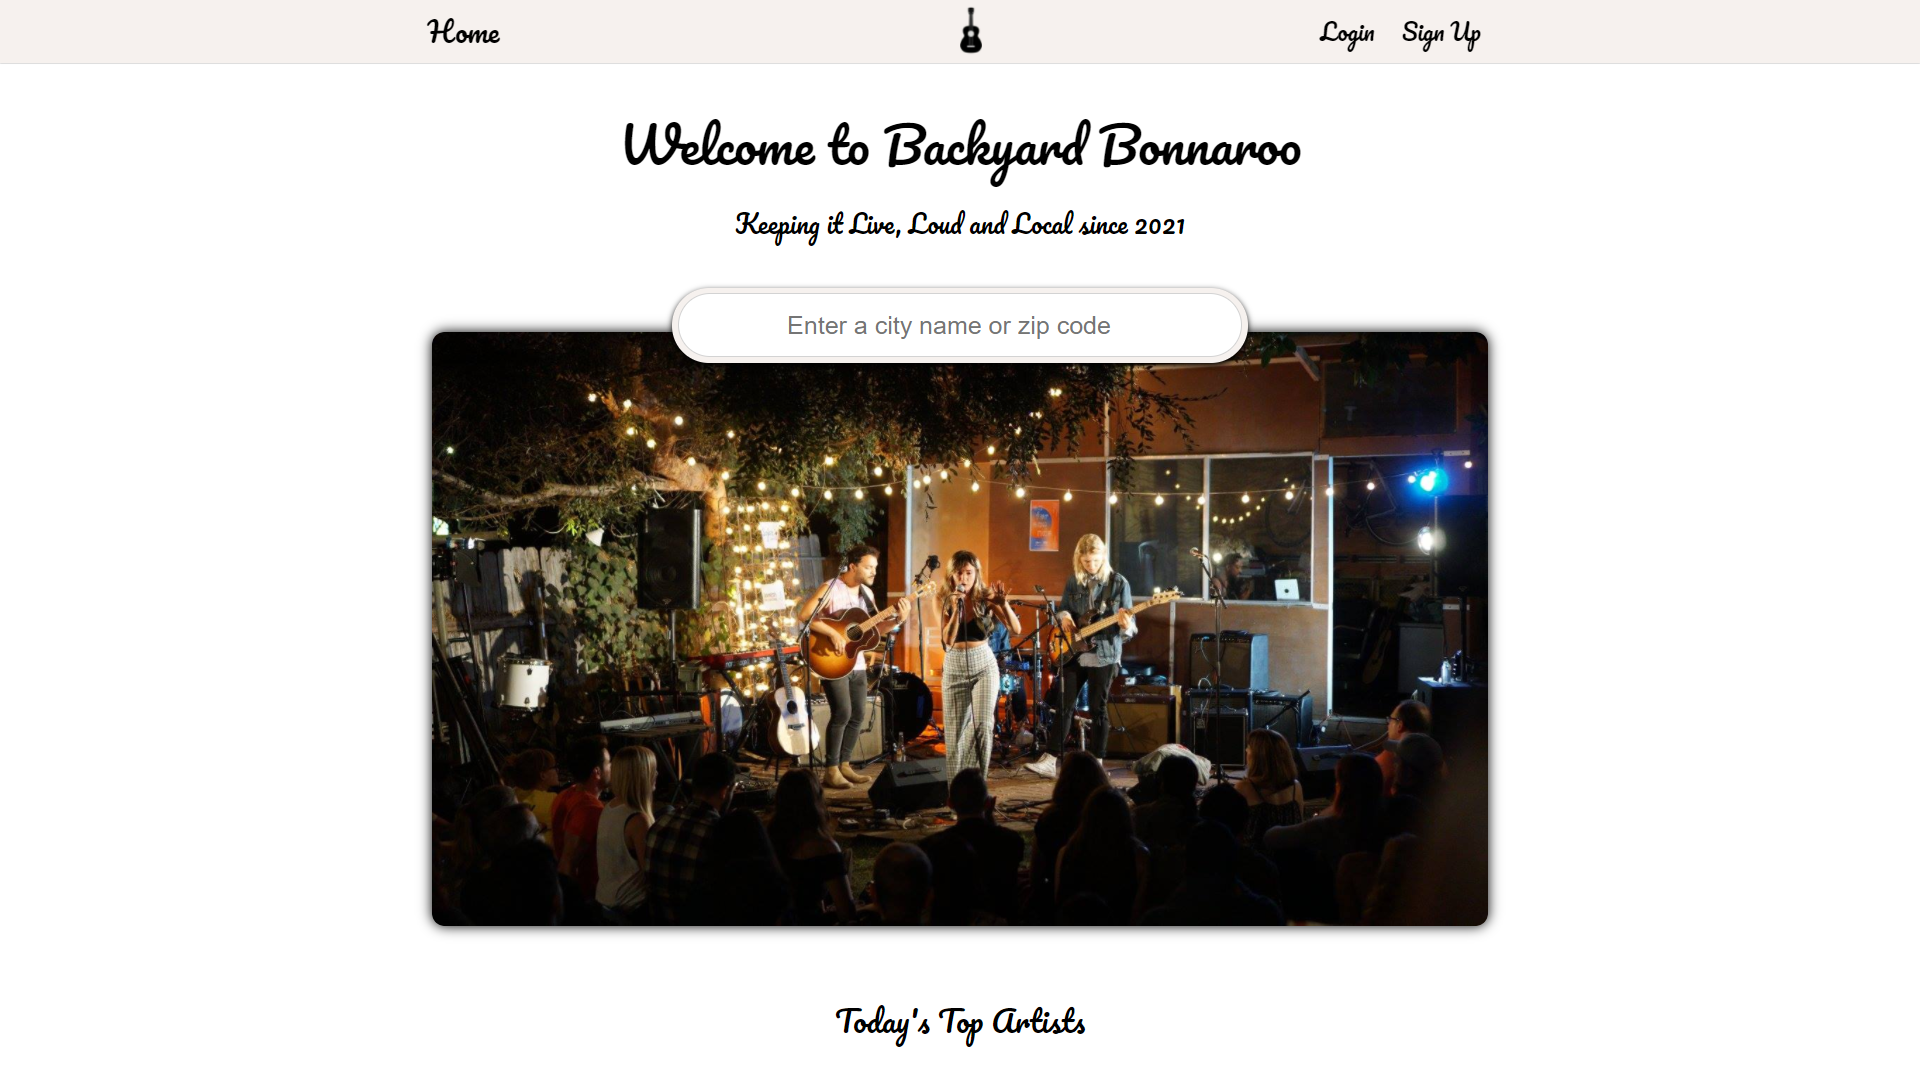 Home
Login
Sign Up
Welcome to Backyard Bonnaroo
Keeping it Live, Loud and Local since 2021
Enter a city name or zip code
Today's Top Artists